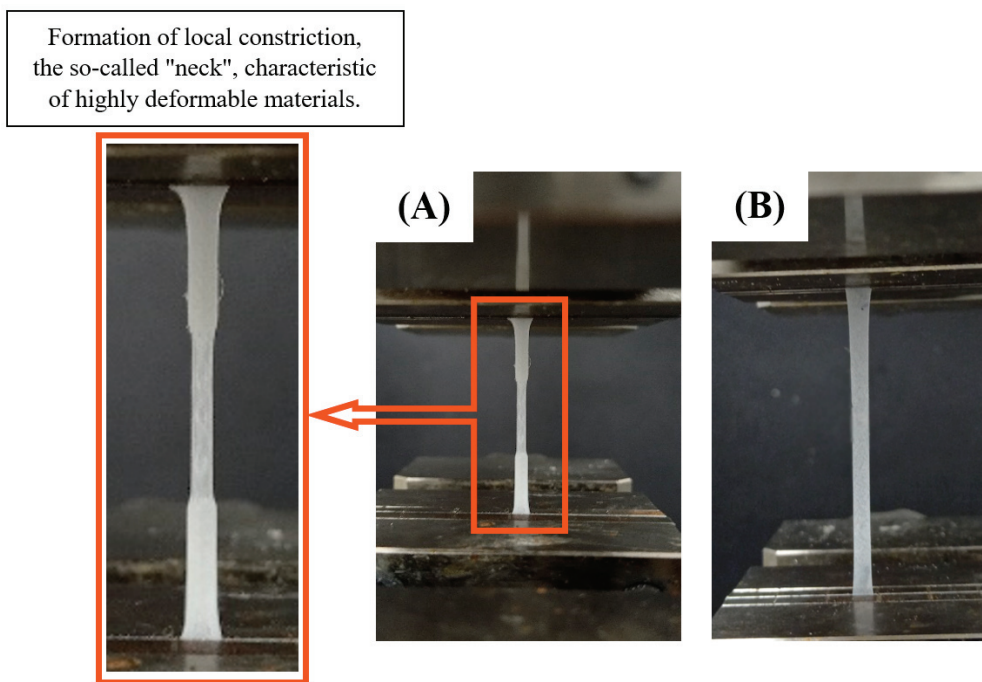 Formation of local constriction,
the so-called "neck", characteristic
of highly deformable materials.
(A)
(B)